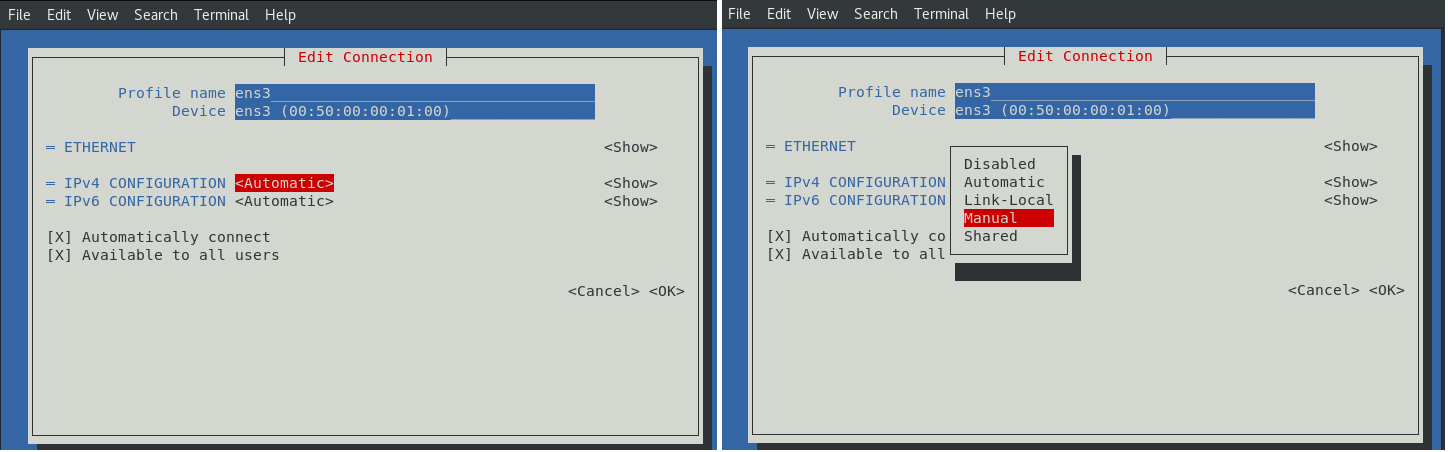 File Edit View Search Terminal Help
Edit Connection
Profile name ens3
Device ens3 (00:50:00:00:01:00)
═ ETHERNET <Show>
═ IPv4 CONFIGURATION <Automatic> <Show>
═ IPv6 CONFIGURATION <Automatic> <Show>
[X] Automatically connect
[X] Available to all users
<Cancel> <OK>
File Edit View Search Terminal Help
Edit Connection
Profile name ens3
Device ens3 (00:50:00:00:01:00)
═ ETHERNET <Show>
Disabled
═ IPv4 CONFIGURATION Automatic <Show>
═ IPv6 CONFIGURATION Link-Local <Show>
Manual
[X] Automatically co Shared
[X] Available to all
<Cancel> <OK>